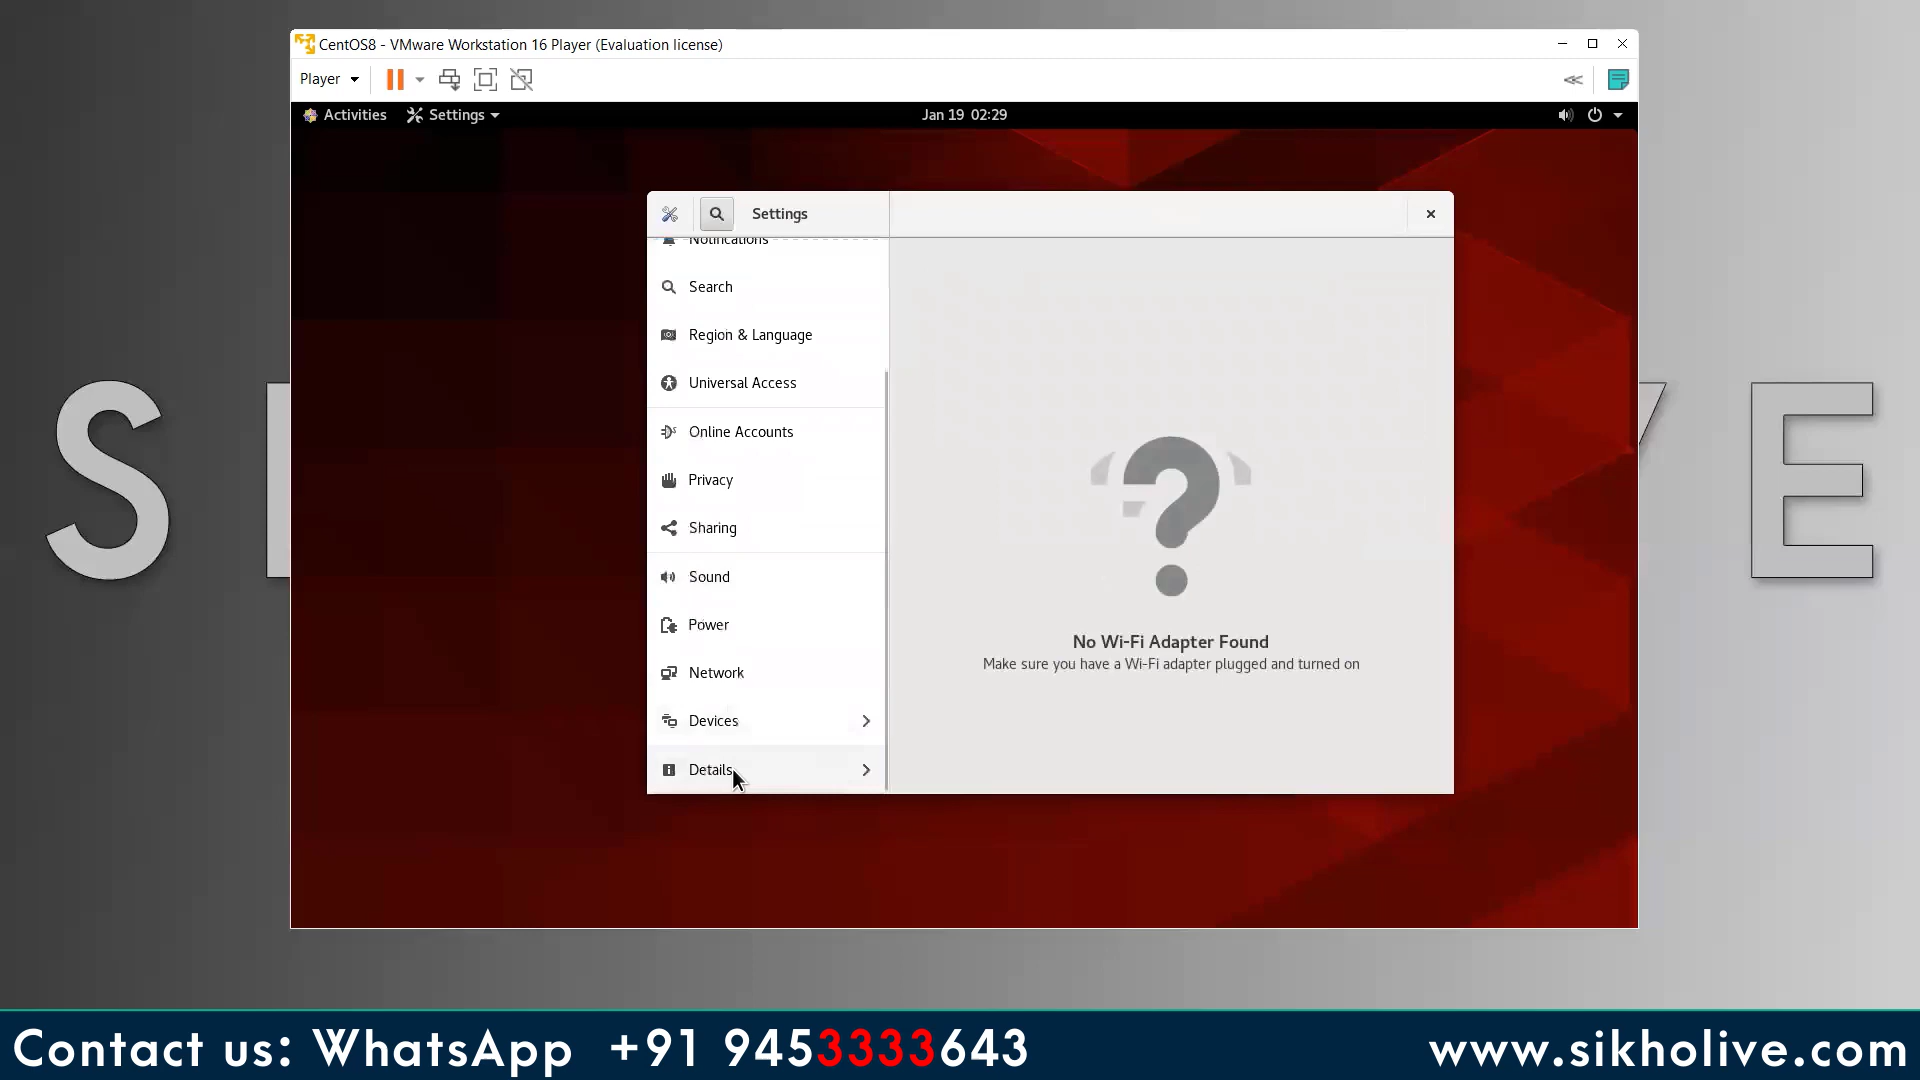 CentOS8 - VMware Workstation 16 Player (Evaluation license)
Player
Activities
Settings
Jan 19 02:29
Settings
Notifications
Search
Region & Language
Universal Access
Online Accounts
Privacy
Sharing
Sound
Power
Network
Devices
Details
No Wi-Fi Adapter Found
Make sure you have a Wi-Fi adapter plugged and turned on
S
E
Contact us: WhatsApp +91 9453333643
www.sikholive.com